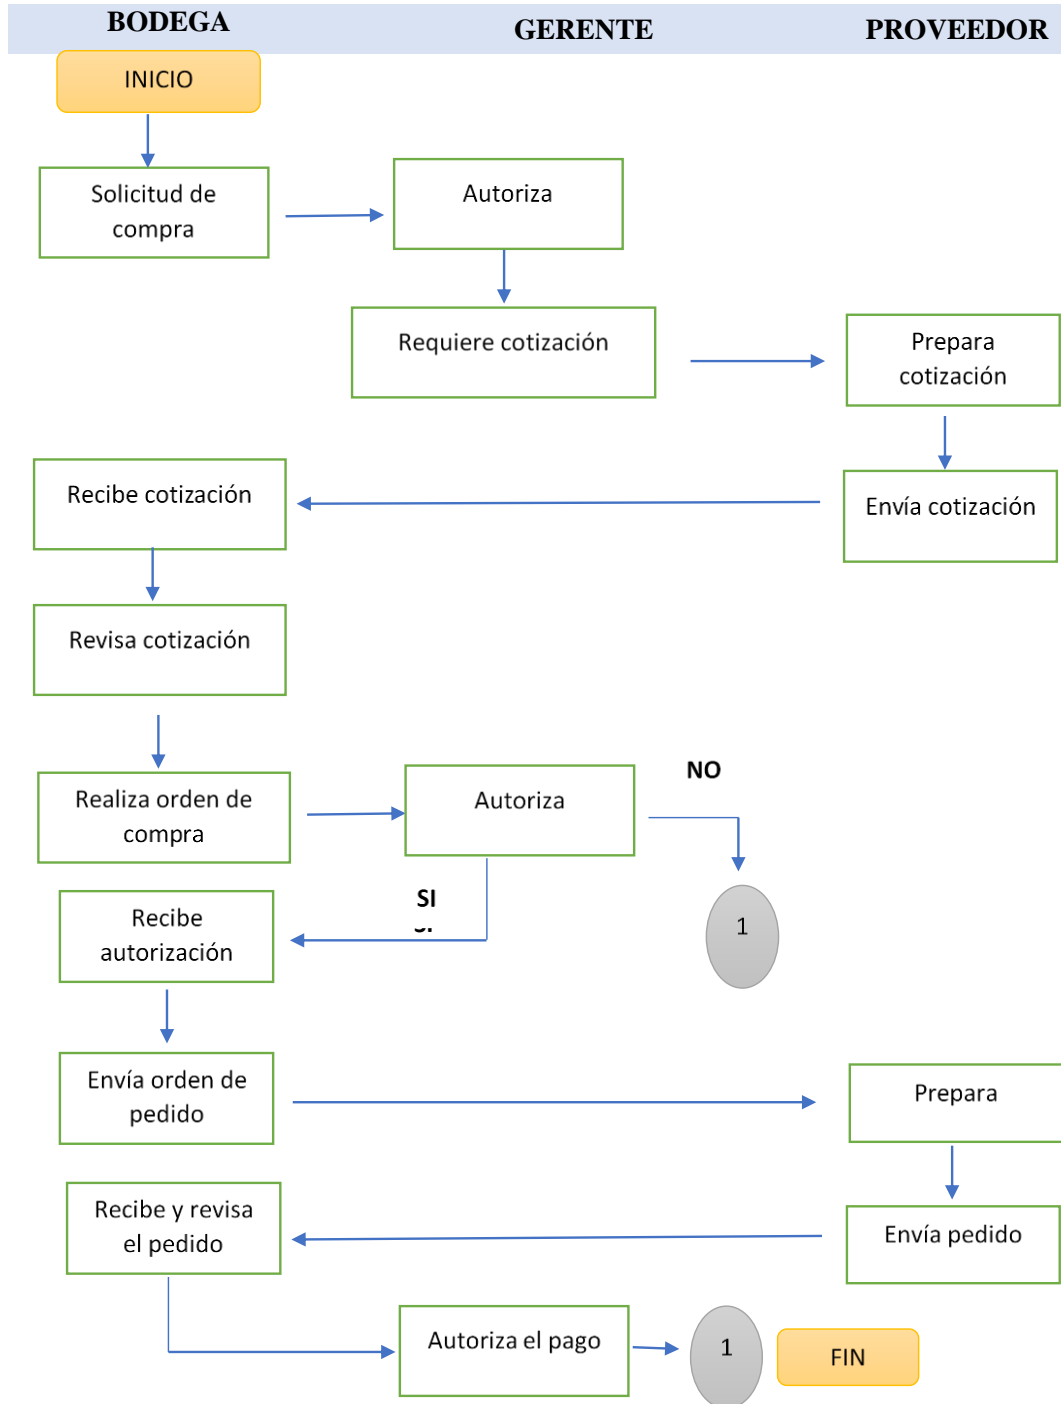 BODEGA
GERENTE
PROVEEDOR
INICIO
Solicitud de
compra
Autoriza
Requiere cotización
Prepara
cotización
Recibe cotización
Envía cotización
Revisa cotización
Realiza orden de
compra
Autoriza
NO
SI
Recibe
autorización
1
Envía orden de
pedido
Prepara
Recibe y revisa
el pedido
Envía pedido
Autoriza el pago
1
FIN